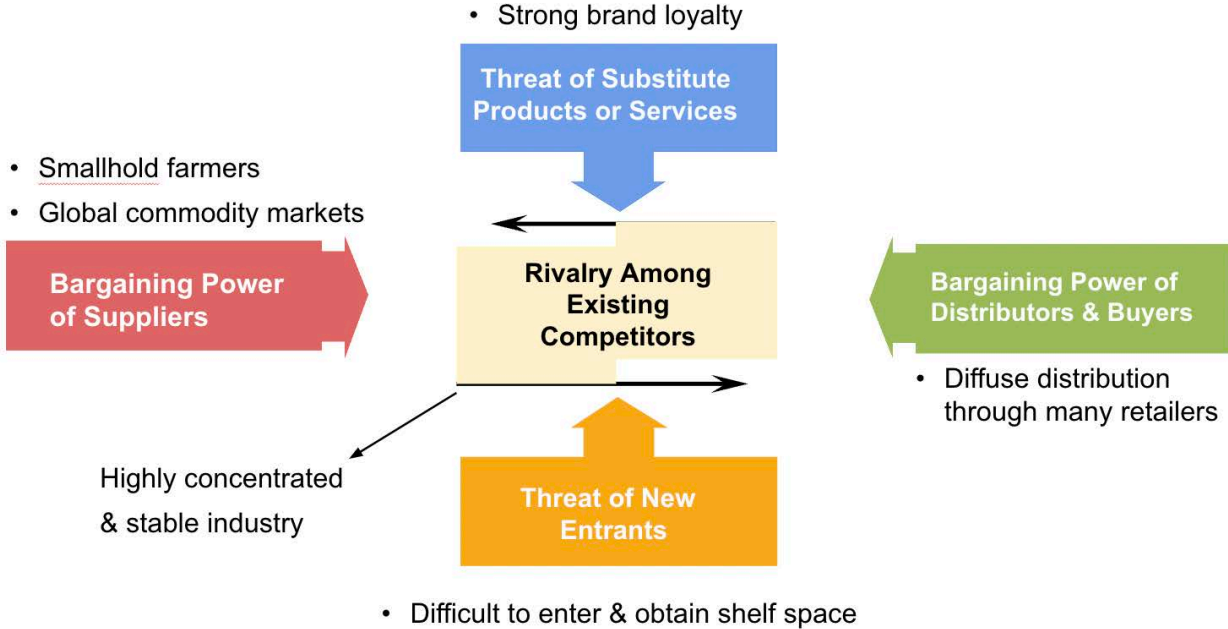 • Strong brand loyalty
Threat of Substitute
Products or Services
• Smallhold farmers
• Global commodity markets
Bargaining Power
of Suppliers
Rivalry Among
Existing
Competitors
Bargaining Power of
Distributors & Buyers
• Diffuse distribution
through many retailers
Highly concentrated
& stable industry
Threat of New
Entrants
• Difficult to enter & obtain shelf space